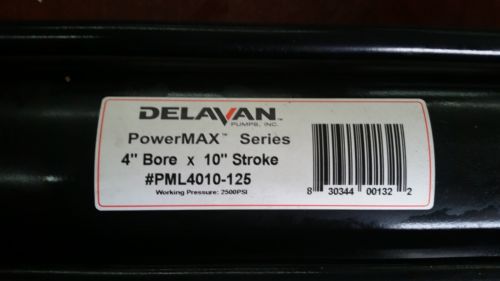 DELAVAN
PUMPS, INC.
PowerMAX™ Series
4" Bore x 10" Stroke
#PML4010-125
Working Pressure: 2500PSI
8 30344 00132 2